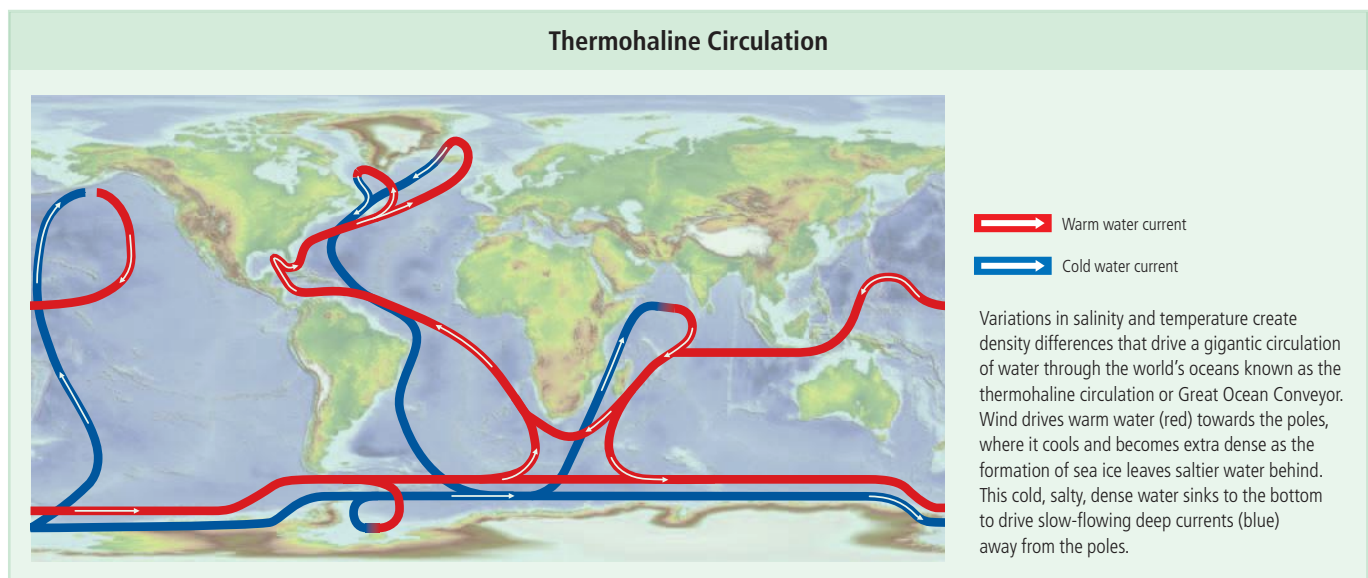 Thermohaline Circulation
Warm water current
Cold water current
Variations in salinity and temperature create
density differences that drive a gigantic circulation
of water through the world’s oceans known as the
thermohaline circulation or Great Ocean Conveyor.
Wind drives warm water (red) towards the poles,
where it cools and becomes extra dense as the
formation of sea ice leaves saltier water behind.
This cold, salty, dense water sinks to the bottom
to drive slow-flowing deep currents (blue)
away from the poles.